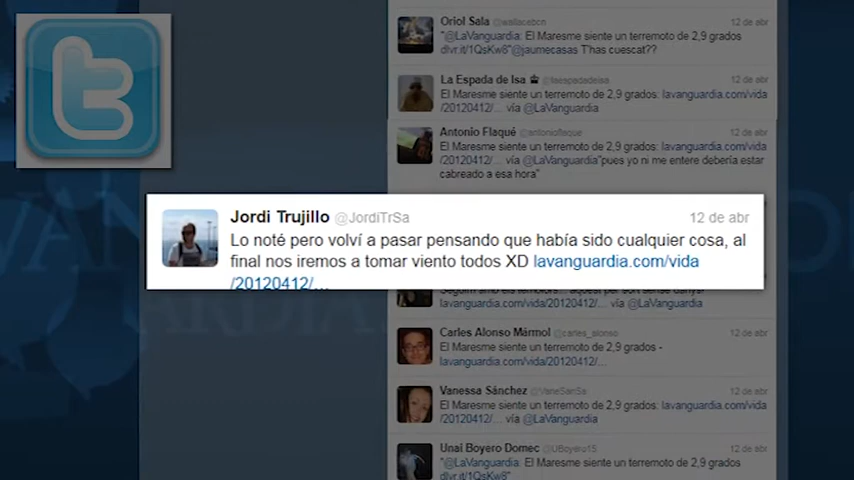 t
Oriol Sala @wallacebcn 12 de abr
"@LaVanguardia: El Maresme siente un terremoto de 2,9 grados
dlvr.it/1QsKw8"@jaumecasas T'has cuescat??
La Espada de Isa @laespadadeisa 12 de abr
El Maresme siente un terremoto de 2,9 grados: lavanguardia.com/vida
/20120412/... vía @LaVanguardia
Antonio Flaqué @antonioflaque 12 de abr
El Maresme siente un terremoto de 2,9 grados: lavanguardia.com/vida
/20120412/... vía @LaVanguardia"pues yo ni me entere debería estar
cabreado a esa hora"
Jordi Trujillo @JordiTrSa 12 de abr
Lo noté pero volví a pasar pensando que había sido cualquier cosa, al
final nos iremos a tomar viento todos XD lavanguardia.com/vida
/20120412/...
lavanguardia.com/vida/20120412/... vía @LaVanguardia
Carles Alonso Mármol @carles_alonso 12 de abr
El Maresme siente un terremoto de 2,9 grados -
lavanguardia.com/vida/20120412/...
Vanessa Sánchez @VaneSanSa 12 de abr
El Maresme siente un terremoto de 2,9 grados: lavanguardia.com/vida
/20120412/... vía @LaVanguardia
Unai Boyero Domec @UBoyero15 12 de abr
"@LaVanguardia: El Maresme siente un terremoto de 2,9 grados
dlvr.it/1QsKw8"